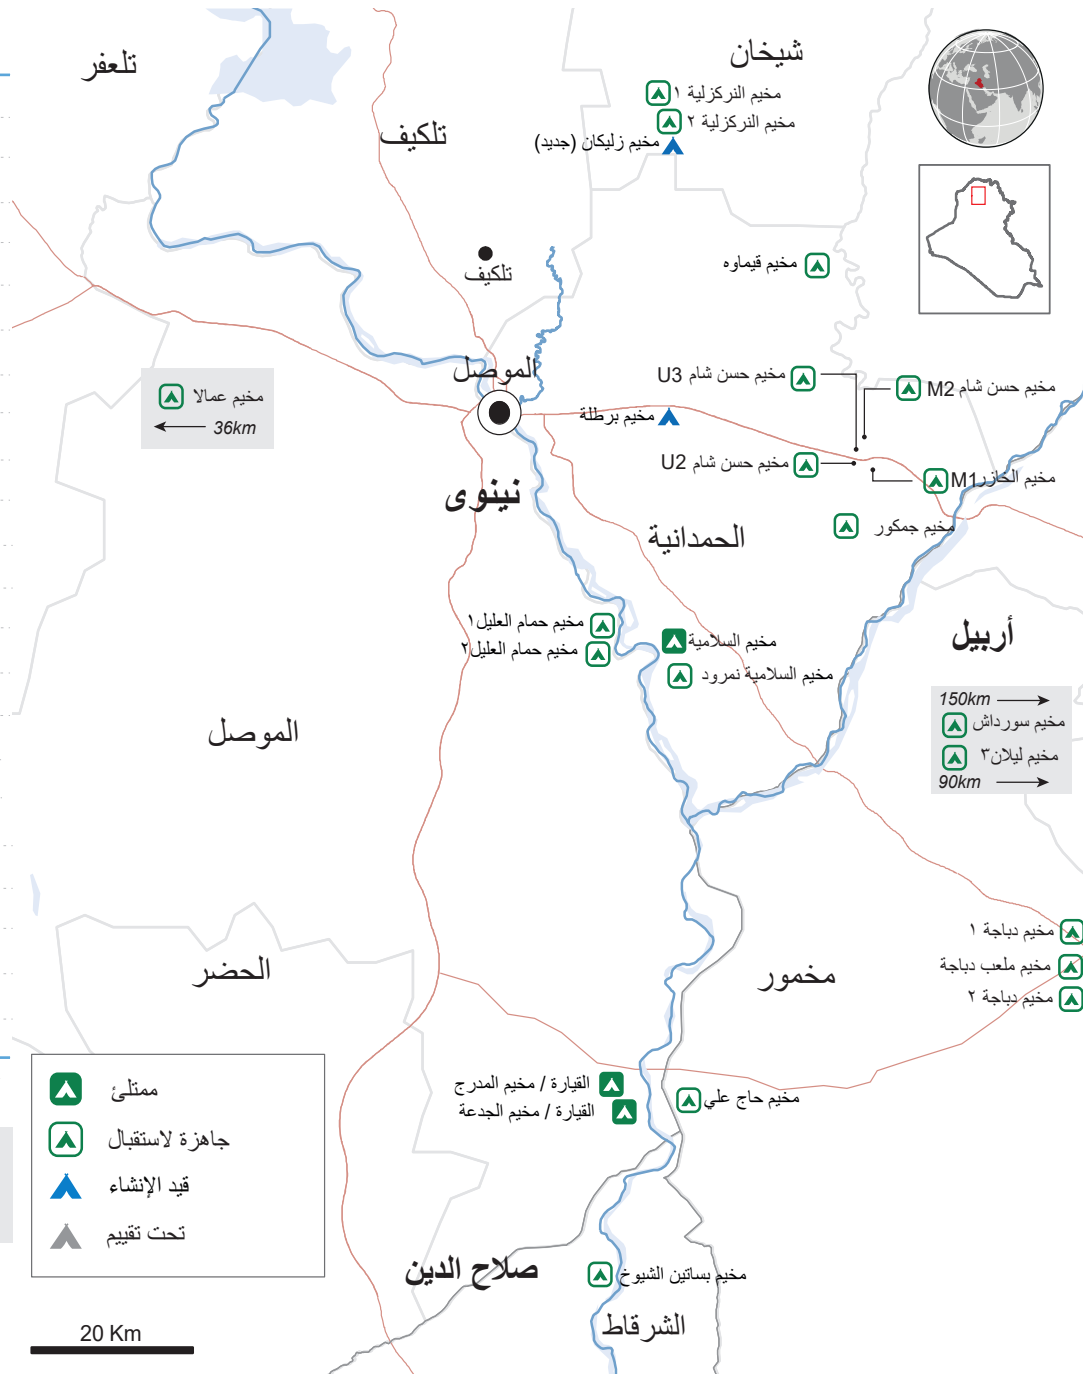 شيخان
تلعفر
مخيم النركزلية ١
مخيم النركزلية ٢
تلكيف
مخيم زليكان (جديد)
مخيم قيماوه
تلكيف
الموصل
مخيم حسن شام U3
مخيم حسن شام M2
مخيم عمالا
36km
مخيم برطلة
مخيم حسن شام U2
مخيم الخازر M1
نينوى
مخيم جمكور
الحمدانية
مخيم حمام العليل١
مخيم حمام العليل٢
مخيم السلامية
مخيم السلامية نمرود
أربيل
150km
مخيم سورداش
مخيم ليلان٣
90km
الموصل
مخيم دباجة ١
مخيم ملعب دباجة
مخيم دباجة ٢
الحضر
مخمور
القيارة / مخيم المدرج
القيارة / مخيم الجدعة
مخيم حاج علي
ممتلئ
جاهزة لاستقبال
قيد الإنشاء
تحت تقييم
صلاح الدين
مخيم بساتين الشيوخ
الشرقاط
20 Km